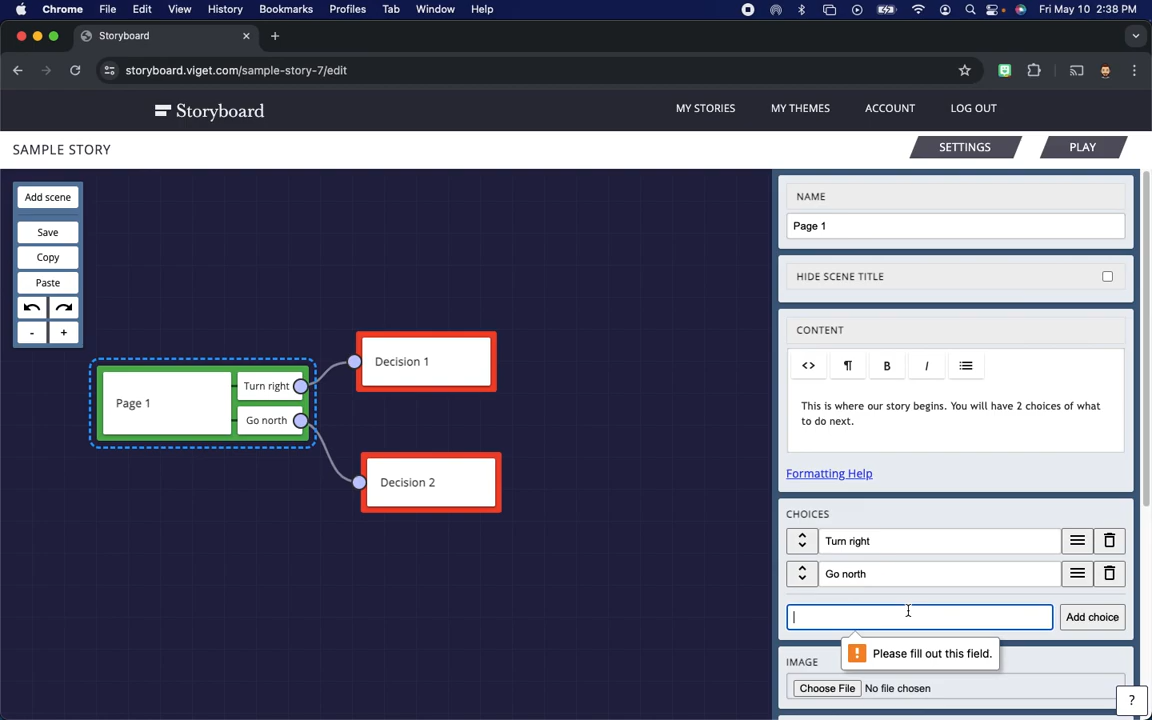 Chrome File Edit View History Bookmarks Profiles Tab Window Help Fri May 10 2:38 PM
Storyboard
storyboard.viget.com/sample-story-7/edit
Storyboard MY STORIES MY THEMES ACCOUNT LOG OUT
SAMPLE STORY SETTINGS PLAY
Add scene
Save
Copy
Paste
- +
Page 1
Turn right
Go north
Decision 1
Decision 2
NAME
Page 1
HIDE SCENE TITLE
CONTENT
<> ¶ B I
This is where our story begins. You will have 2 choices of what
to do next.
Formatting Help
CHOICES
Turn right
Go north
Add choice
! Please fill out this field.
IMAGE
Choose File No file chosen
?